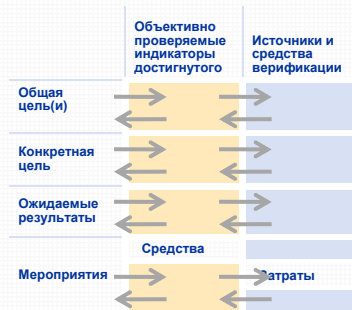 Объективно
проверяемые
индикаторы
достигнутого
Источники и
средства
верификации
Общая
цель(и)
Конкретная
цель
Ожидаемые
результаты
Средства
Мероприятия
Затраты